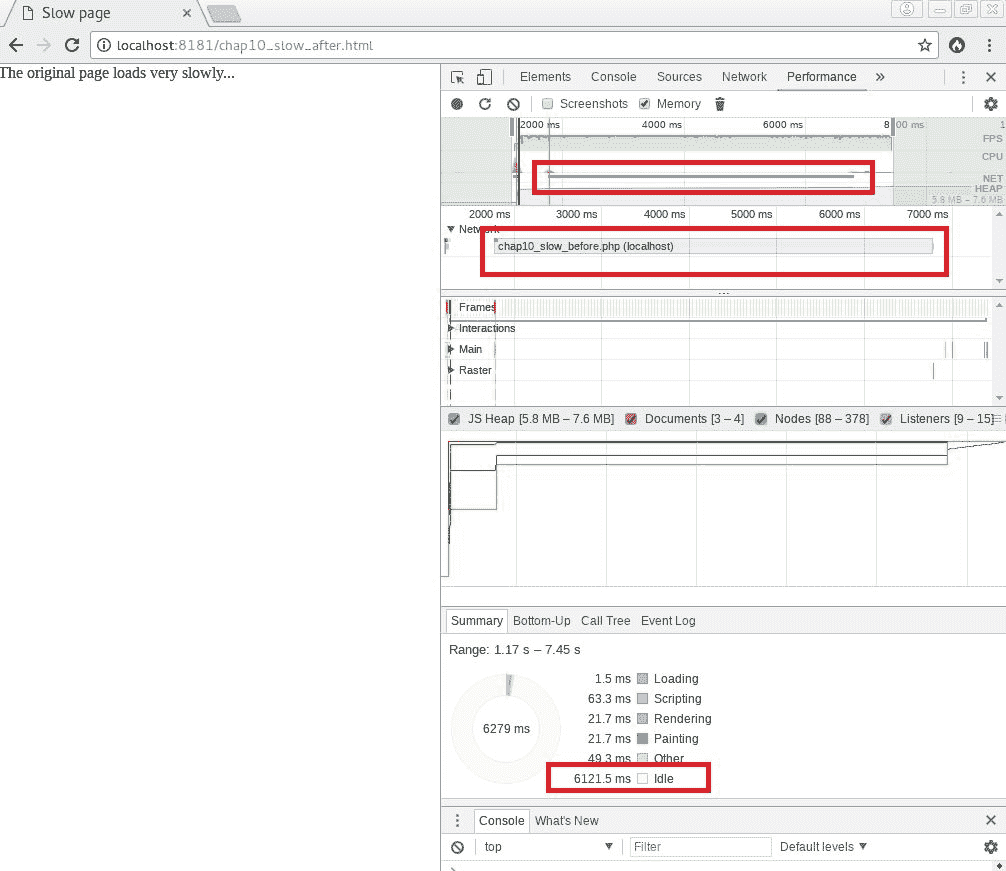 Slow page
localhost:8181/chap10_slow_after.html
The original page loads very slowly...
Elements Console Sources Network Performance »
Screenshots Memory
2000 ms 4000 ms 6000 ms 8 00 ms 1
FPS
CPU
NET
HEAP
5.8 MB – 7.6 MB
2000 ms 3000 ms 4000 ms 5000 ms 6000 ms 7000 ms
Network
chap10_slow_before.php (localhost)
...
Frames
Interactions
Main
Raster
JS Heap [5.8 MB – 7.6 MB] Documents [3 – 4] Nodes [88 – 378] Listeners [9 – 15]
Summary Bottom-Up Call Tree Event Log
Range: 1.17 s – 7.45 s
6279 ms
1.5 ms Loading
63.3 ms Scripting
21.7 ms Rendering
21.7 ms Painting
49.3 ms Other
6121.5 ms Idle
Console What's New
top Filter Default levels